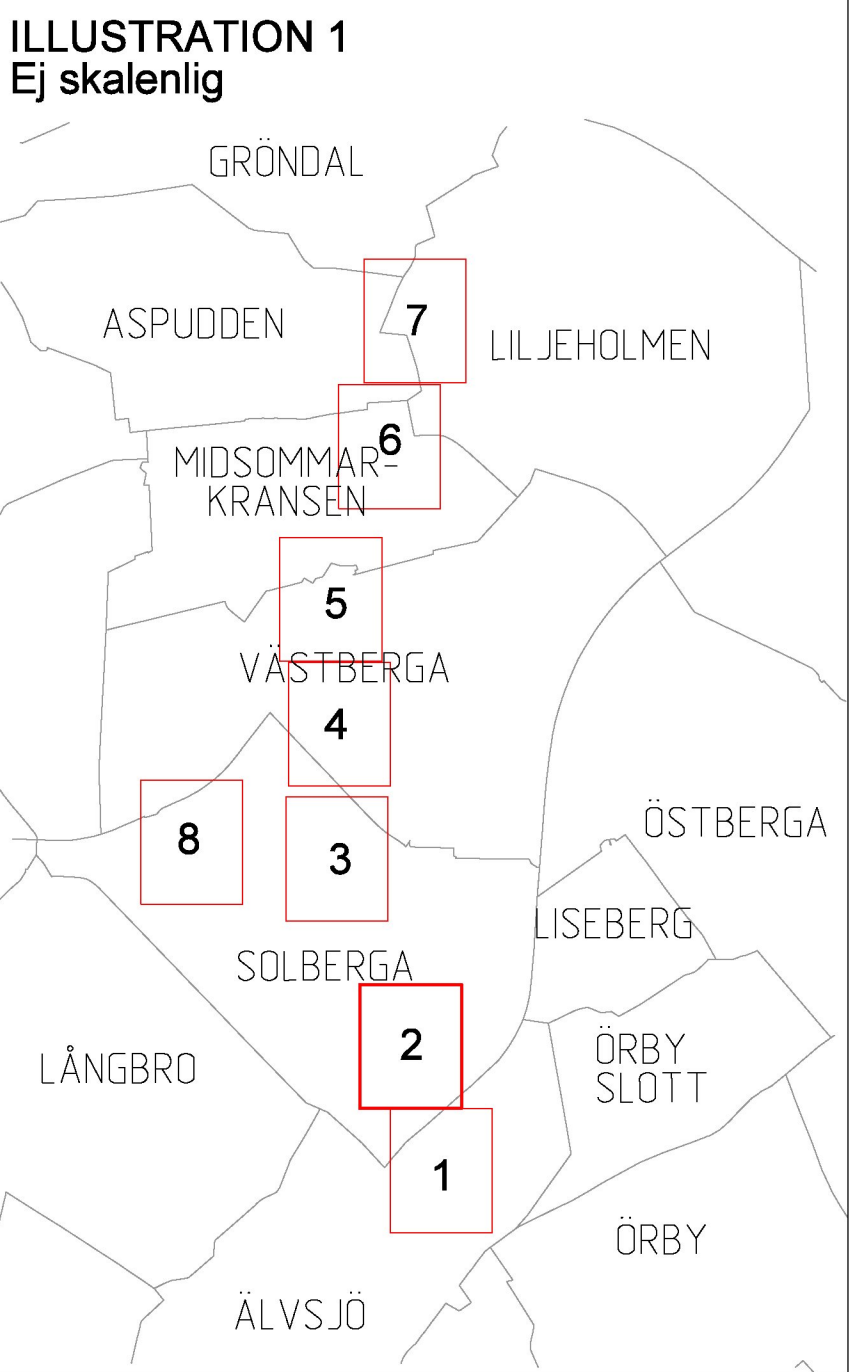 ILLUSTRATION 1
Ej skalenlig
GRÖNDAL
7
ASPUDDEN
LILJEHOLMEN
6
MIDSOMMAR-
KRANSEN
5
VÄSTBERGA
4
8
3
ÖSTBERGA
LISEBERG
SOLBERGA
2
ÖRBY
SLOTT
LÅNGBRO
1
ÖRBY
ÄLVSJÖ